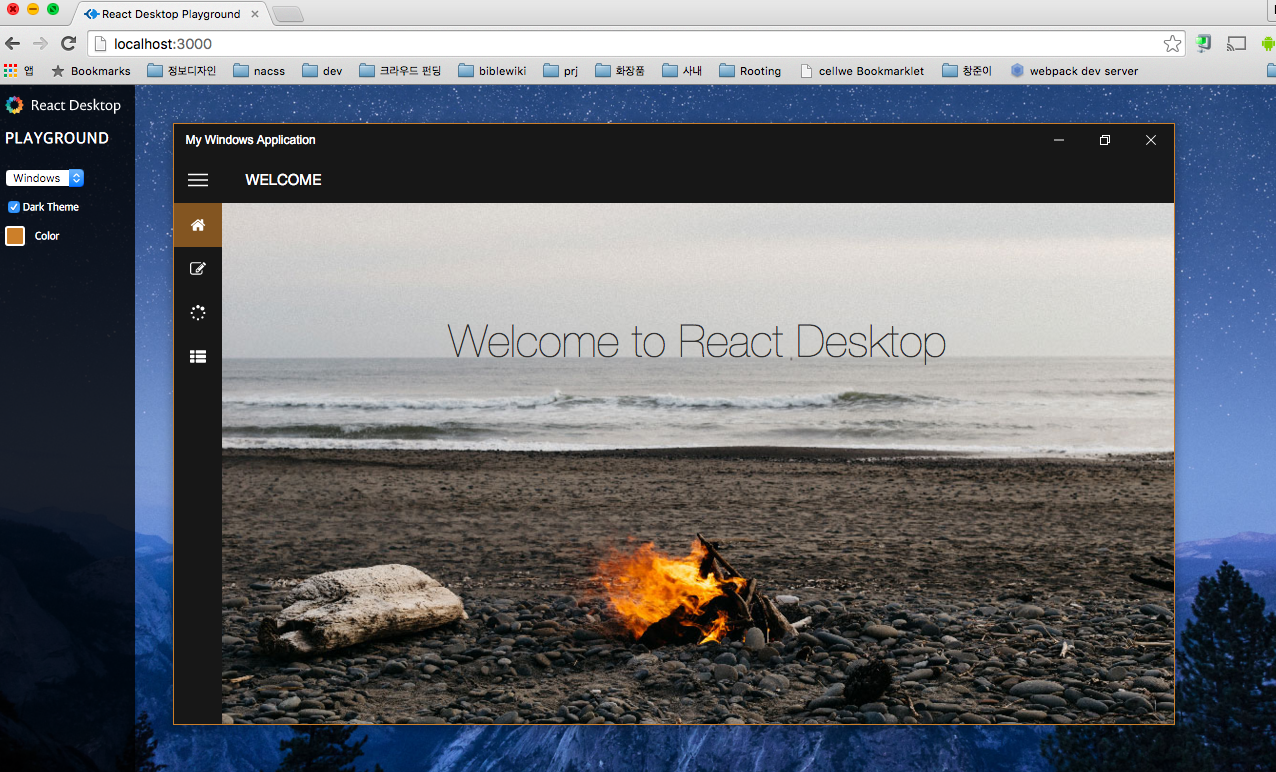 React Desktop Playground
localhost:3000
앱 Bookmarks 정보디자인 nacss dev 크라우드 펀딩 biblewiki prj 화장품 사내 Rooting cellwe Bookmarklet 창준이 webpack dev server
React Desktop
PLAYGROUND
Windows
Dark Theme
Color
My Windows Application
WELCOME
Welcome to React Desktop